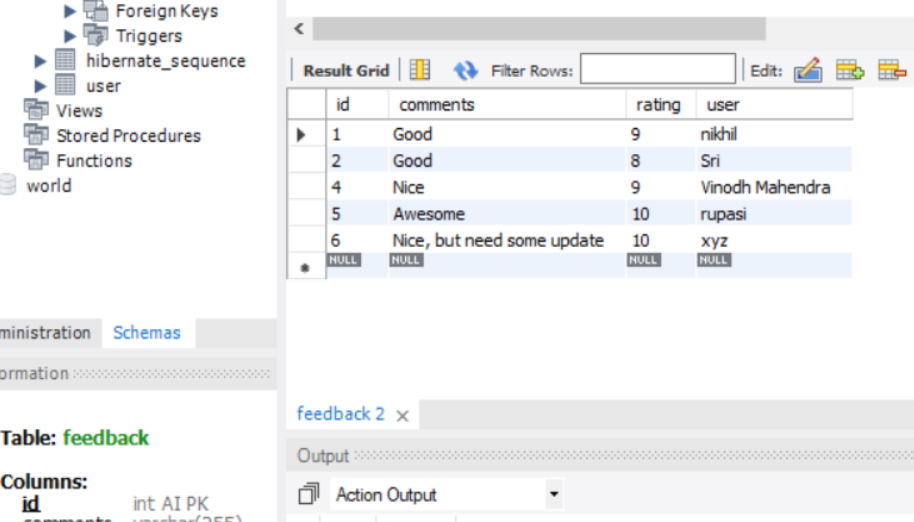 Foreign Keys
Triggers
hibernate_sequence
user
Views
Stored Procedures
Functions
world
ministration Schemas
ormation
Table: feedback
Columns:
id int AI PK
comments varchar(255)
Result Grid Filter Rows: Edit:
id comments rating user
1 Good 9 nikhil
2 Good 8 Sri
4 Nice 9 Vinodh Mahendra
5 Awesome 10 rupasi
6 Nice, but need some update 10 xyz
NULL NULL NULL NULL
feedback 2
Output
Action Output